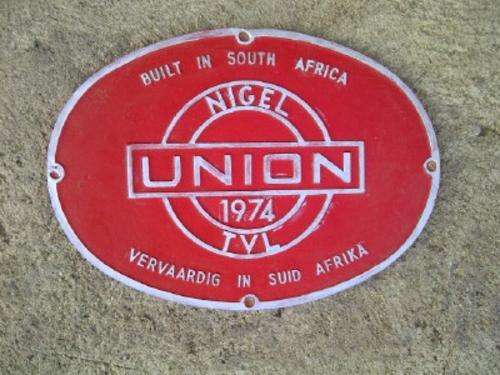 BUILT IN SOUTH AFRICA
NIGEL
UNION
1974
TVL
VERVAARDIG IN SUID AFRIKA